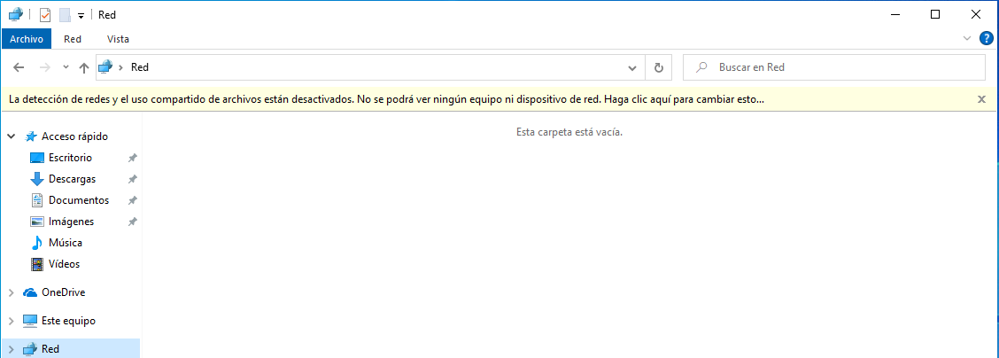 Red
Archivo Red Vista
Red Buscar en Red
La detección de redes y el uso compartido de archivos están desactivados. No se podrá ver ningún equipo ni dispositivo de red. Haga clic aquí para cambiar esto...
Acceso rápido
Esta carpeta está vacía.
Escritorio
Descargas
Documentos
Imágenes
Música
Vídeos
OneDrive
Este equipo
Red